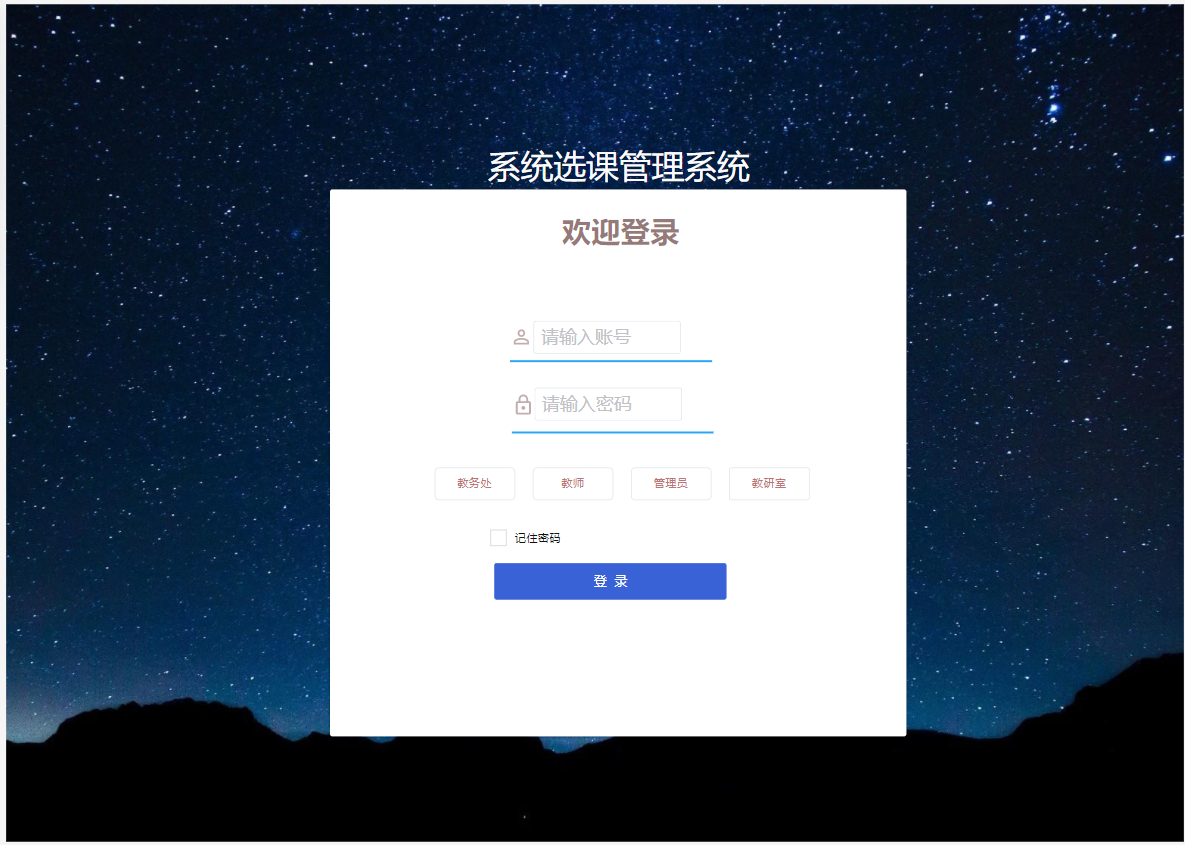 系统选课管理系统
欢迎登录
请输入账号
请输入密码
教务处 教师 管理员 教研室
记住密码
登 录